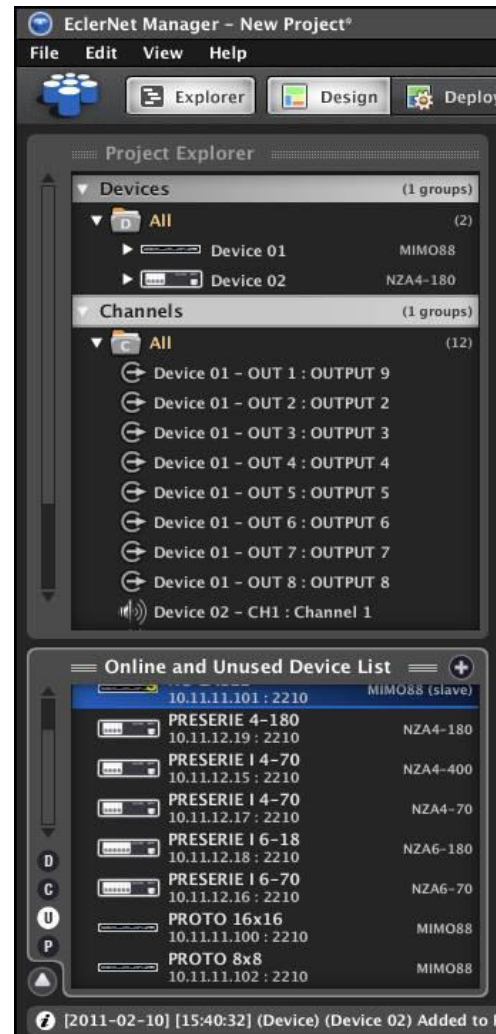 EclerNet Manager – New Project*
File Edit View Help
Explorer Design Deploy
Project Explorer
Devices (1 groups)
D All (2)
Device 01 MIMO88
Device 02 NZA4-180
Channels (1 groups)
C All (12)
Device 01 – OUT 1 : OUTPUT 9
Device 01 – OUT 2 : OUTPUT 2
Device 01 – OUT 3 : OUTPUT 3
Device 01 – OUT 4 : OUTPUT 4
Device 01 – OUT 5 : OUTPUT 5
Device 01 – OUT 6 : OUTPUT 6
Device 01 – OUT 7 : OUTPUT 7
Device 01 – OUT 8 : OUTPUT 8
Device 02 – CH1 : Channel 1
Online and Unused Device List
MIMO88 (slave)
10.11.11.101 : 2210
PRESERIE 4-180
10.11.12.19 : 2210 NZA4-180
PRESERIE I 4-70
10.11.12.15 : 2210 NZA4-400
PRESERIE I 4-70
10.11.12.17 : 2210 NZA4-70
PRESERIE I 6-18
10.11.12.18 : 2210 NZA6-180
PRESERIE I 6-70
10.11.12.16 : 2210 NZA6-70
PROTO 16x16
10.11.11.100 : 2210 MIMO88
PROTO 8x8
10.11.11.102 : 2210 MIMO88
D
C
U
P
[2011-02-10] [15:40:32] (Device) (Device 02) Added to